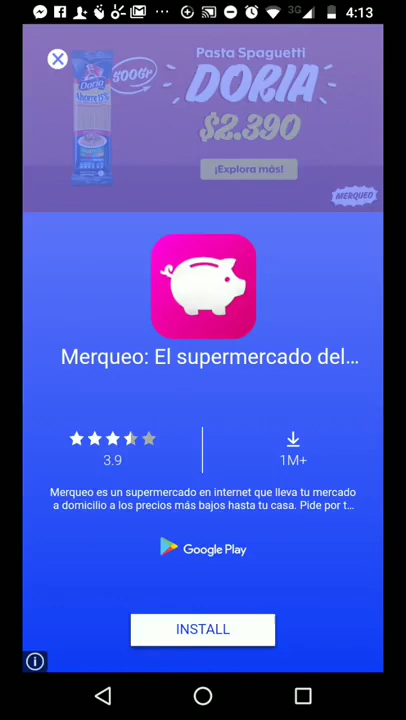 3G 4:13
Pasta Spaguetti
DORIA
500Gr
Doria
$2.390
¡Explora más!
MERQUEO
Merqueo: El supermercado del...
3.9
1M+
Merqueo es un supermercado en internet que lleva tu mercado
a domicilio a los precios más bajos hasta tu casa. Pide por t...
Google Play
INSTALL